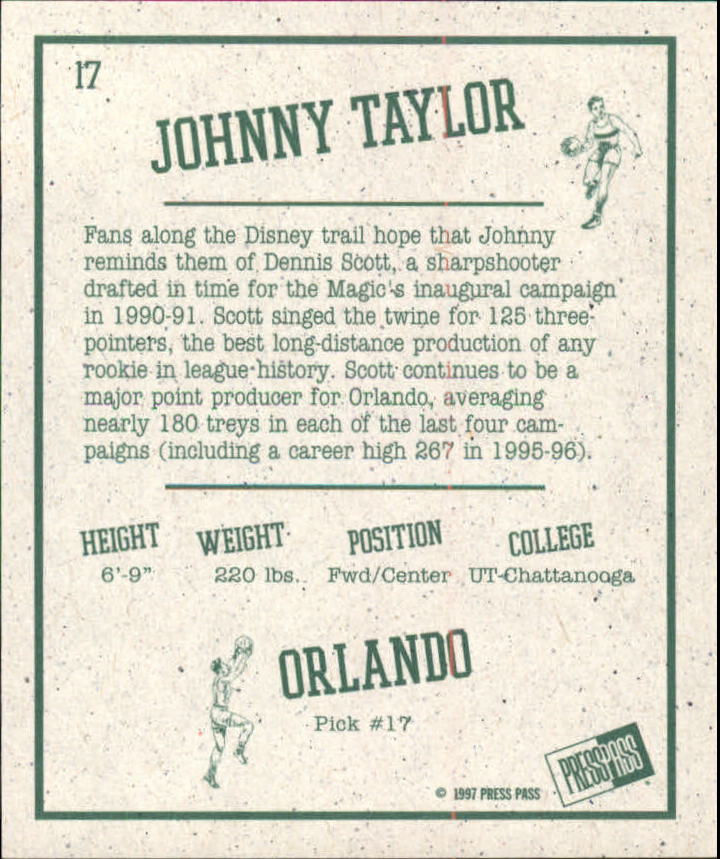 17
JOHNNY TAYLOR
Fans along the Disney trail hope that Johnny
reminds them of Dennis Scott, a sharpshooter
drafted in time for the Magic's inaugural campaign
in 1990-91. Scott singed the twine for 125 three-
pointers, the best long-distance production of any
rookie in league history. Scott continues to be a
major point producer for Orlando, averaging
nearly 180 treys in each of the last four cam-
paigns (including a career high 267 in 1995-96).
HEIGHT WEIGHT POSITION COLLEGE
6'-9" 220 lbs. Fwd/Center UT-Chattanooga
ORLANDO
Pick #17
PRESS PASS
© 1997 PRESS PASS